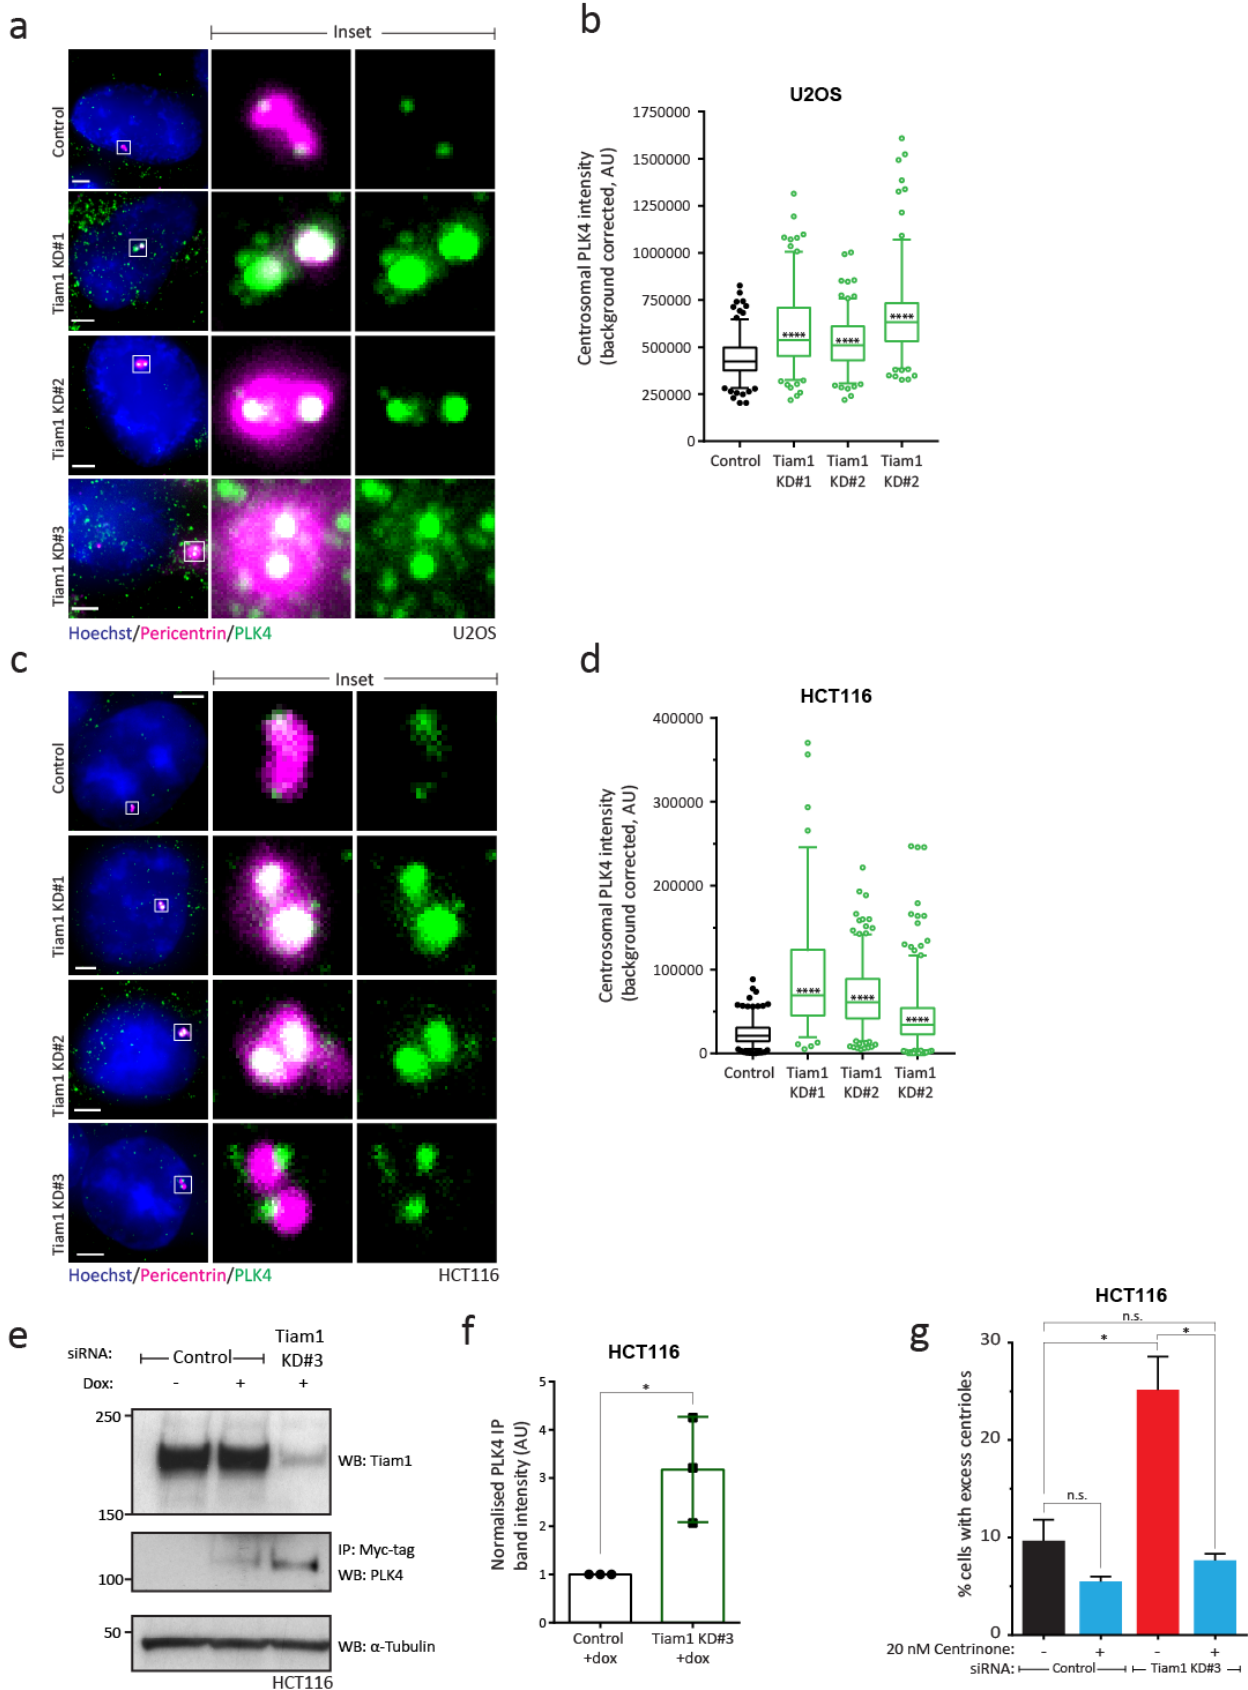 a
Inset
Control
Tiam1 KD#1
Tiam1 KD#2
Tiam1 KD#3
Hoechst/Pericentrin/PLK4
U2OS
b
U2OS
Centrosomal PLK4 intensity
(background corrected, AU)
1750000
1500000
1250000
1000000
750000
500000
250000
0
****
****
****
Control
Tiam1
KD#1
Tiam1
KD#2
Tiam1
KD#2
c
Inset
Control
Tiam1 KD#1
Tiam1 KD#2
Tiam1 KD#3
Hoechst/Pericentrin/PLK4
HCT116
d
HCT116
Centrosomal PLK4 intensity
(background corrected, AU)
400000
300000
200000
100000
0
****
****
****
Control
Tiam1
KD#1
Tiam1
KD#2
Tiam1
KD#2
e
siRNA:
Control
Tiam1
KD#3
Dox:
- + +
250
150
WB: Tiam1
100
IP: Myc-tag
WB: PLK4
50
WB: α-Tubulin
HCT116
f
HCT116
Normalised PLK4 IP
band intensity (AU)
5
4
3
2
1
0
*
Control
+dox
Tiam1 KD#3
+dox
g
HCT116
% cells with excess centrioles
30
20
10
0
n.s.
*
*
n.s.
20 nM Centrinone: - + - +
siRNA: Control Tiam1 KD#3